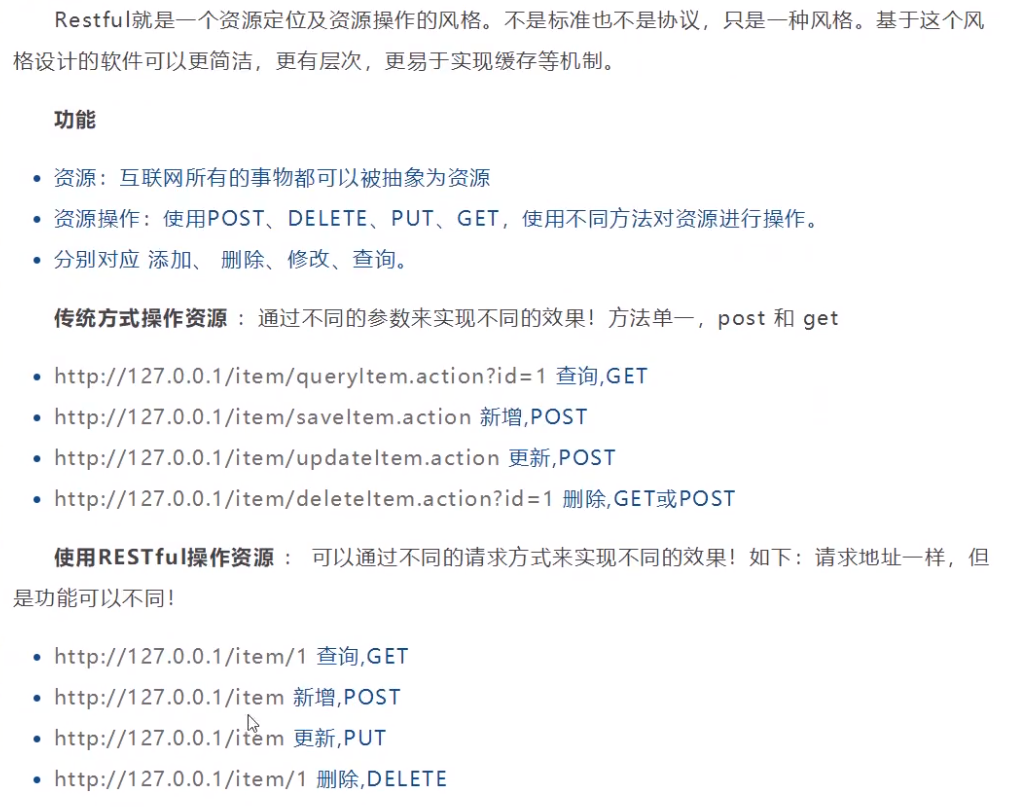 Restful就是一个资源定位及资源操作的风格。不是标准也不是协议，只是一种风格。基于这个风
格设计的软件可以更简洁，更有层次，更易于实现缓存等机制。
功能
• 资源：互联网所有的事物都可以被抽象为资源
• 资源操作：使用POST、DELETE、PUT、GET，使用不同方法对资源进行操作。
• 分别对应 添加、 删除、修改、查询。
传统方式操作资源 ：通过不同的参数来实现不同的效果！方法单一，post 和 get
• http://127.0.0.1/item/queryItem.action?id=1 查询,GET
• http://127.0.0.1/item/saveItem.action 新增,POST
• http://127.0.0.1/item/updateItem.action 更新,POST
• http://127.0.0.1/item/deleteItem.action?id=1 删除,GET或POST
使用RESTful操作资源 ： 可以通过不同的请求方式来实现不同的效果！如下：请求地址一样，但
是功能可以不同！
• http://127.0.0.1/item/1 查询,GET
• http://127.0.0.1/item 新增,POST
• http://127.0.0.1/item 更新,PUT
• http://127.0.0.1/item/1 删除,DELETE